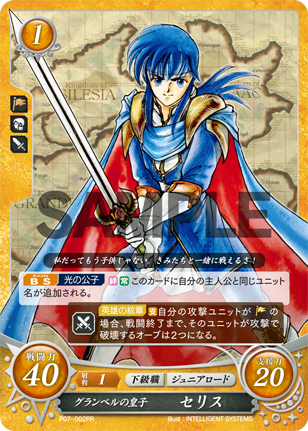 1
Kingdom
ILESIA
VAC
GRAND
SAMPLE
私だってもう子供じゃない。きみたちと一緒に戦えるさ!
BS 光の公子 常 このカードに自分の主人公と同じユニット
名が追加される。
英雄の紋章 自分の攻撃ユニットが の
場合、戦闘終了まで、そのユニットが攻撃で
破壊するオーブは2つになる。
戦闘力
40
射程 1 下級職 ジュニアロード
支援力
20
グランベルの皇子 セリス
P07-002PR
Illust:INTELLIGENT SYSTEMS